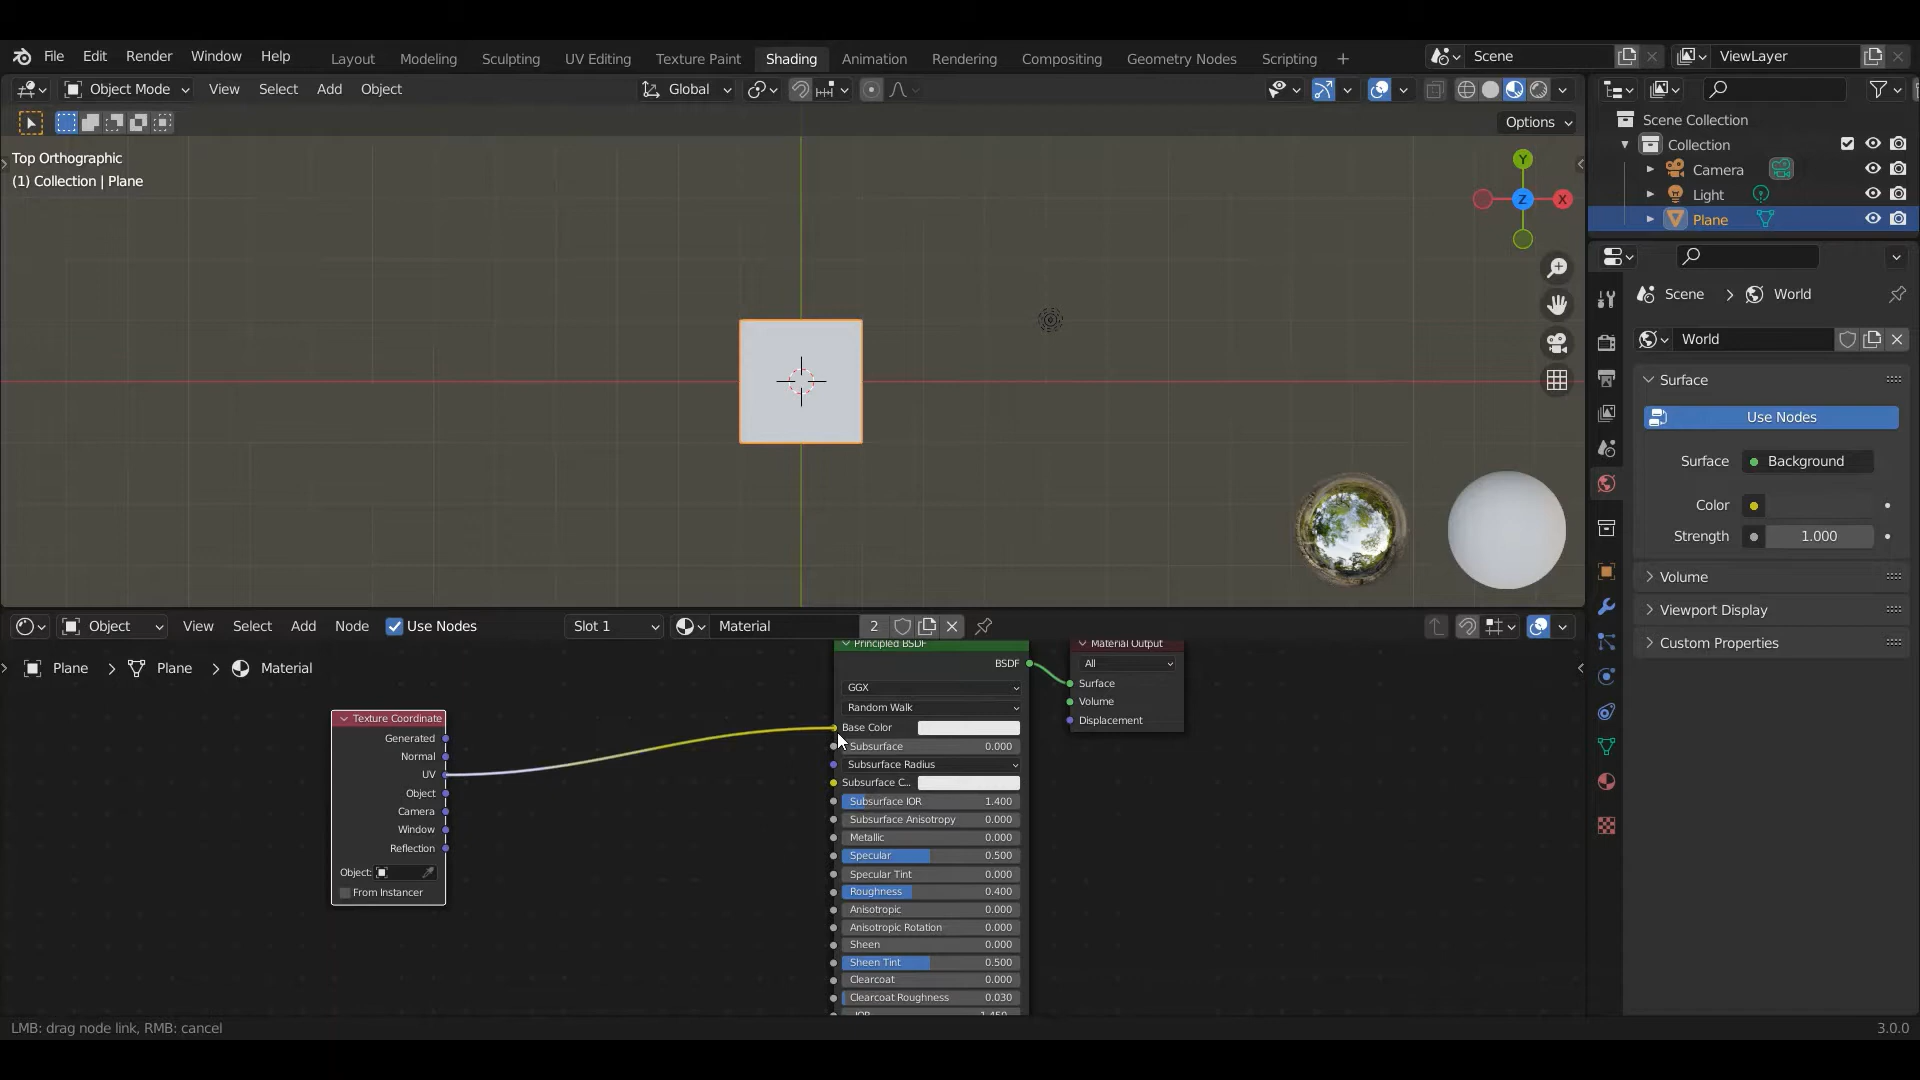 File Edit Render Window Help Layout Modeling Sculpting UV Editing Texture Paint Shading Animation Rendering Compositing Geometry Nodes Scripting + Scene ViewLayer
Object Mode View Select Add Object Global
Options
Top Orthographic
(1) Collection | Plane
Y
Z
X
Scene Collection
Collection
Camera
Light
Plane
Scene > World
World
Surface
Use Nodes
Surface Background
Color
Strength 1.000
Volume
Viewport Display
Custom Properties
Object View Select Add Node Use Nodes Slot 1 Material 2
Plane > Plane > Material
Texture Coordinate
Generated
Normal
UV
Object
Camera
Window
Reflection
Object:
From Instancer
Principled BSDF
BSDF
GGX
Random Walk
Base Color
Subsurface 0.000
Subsurface Radius
Subsurface C...
Subsurface IOR 1.400
Subsurface Anisotropy 0.000
Metallic 0.000
Specular 0.500
Specular Tint 0.000
Roughness 0.400
Anisotropic 0.000
Anisotropic Rotation 0.000
Sheen 0.000
Sheen Tint 0.500
Clearcoat 0.000
Clearcoat Roughness 0.030
IOR 1.450
Material Output
All
Surface
Volume
Displacement
LMB: drag node link, RMB: cancel
3.0.0